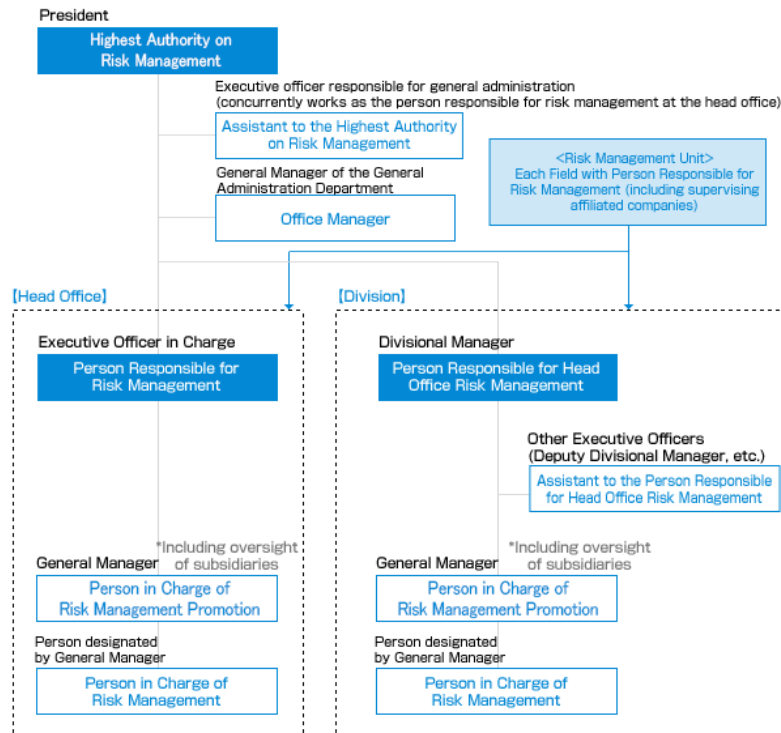 President
Highest Authority on
Risk Management
Executive officer responsible for general administration
(concurrently works as the person responsible for risk management at the head office)
Assistant to the Highest Authority
on Risk Management
General Manager of the General
Administration Department
Office Manager
<Risk Management Unit>
Each Field with Person Responsible for
Risk Management (including supervising
affiliated companies)
【Head Office】
Executive Officer in Charge
Person Responsible for
Risk Management
*Including oversight
of subsidiaries
General Manager
Person in Charge of
Risk Management Promotion
Person designated
by General Manager
Person in Charge of
Risk Management
【Division】
Divisional Manager
Person Responsible for Head
Office Risk Management
Other Executive Officers
(Deputy Divisional Manager, etc.)
Assistant to the Person Responsible
for Head Office Risk Management
*Including oversight
of subsidiaries
General Manager
Person in Charge of
Risk Management Promotion
Person designated
by General Manager
Person in Charge of
Risk Management